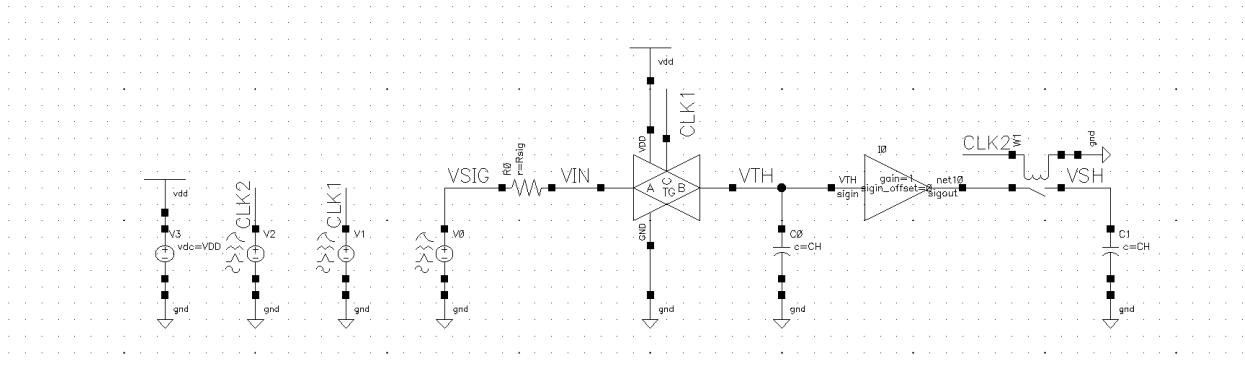 vdd
VDD
CLK1
R0
r=Rsig
VSIG
VIN
A
C
TG
B
GND
gnd
VTH
C0
c=CH
gnd
I0
gain=1
VTH
sigin_offset=0
sigin
net10
sigout
CLK2
W1
gnd
VSH
C1
c=CH
gnd
vdd
V3
vdc=VDD
gnd
CLK2
V2
gnd
CLK1
V1
gnd
V0
gnd